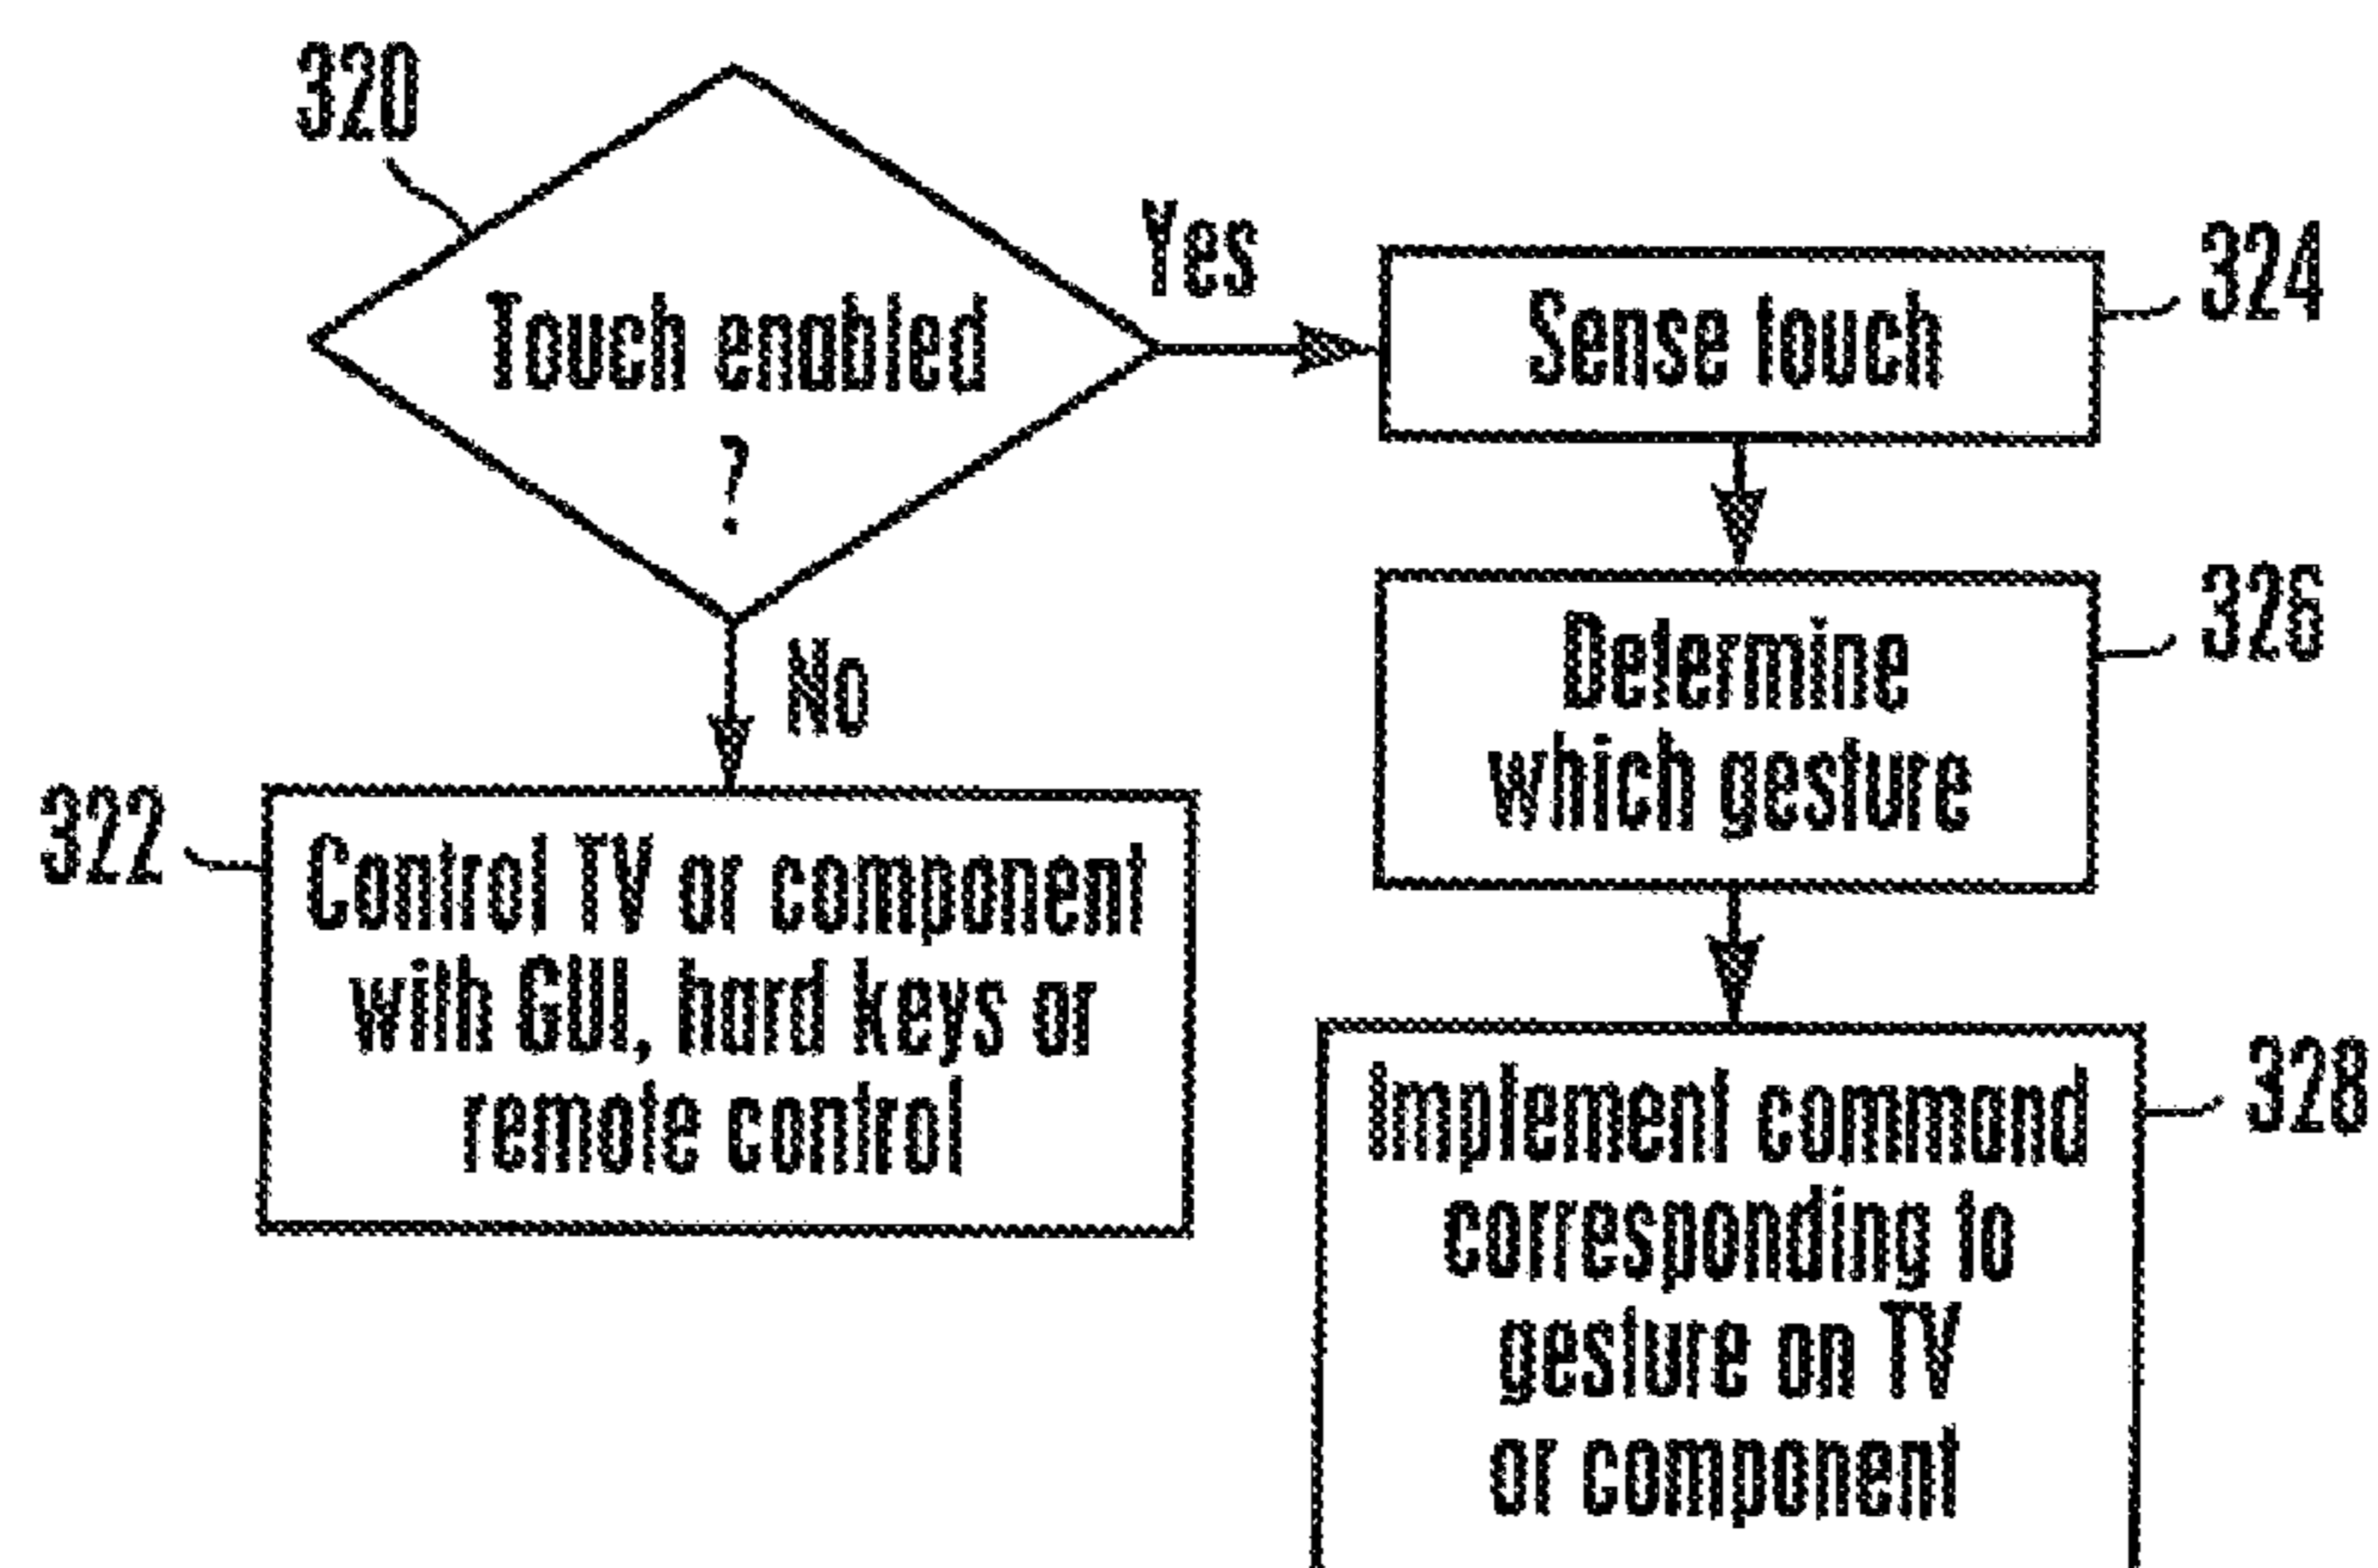 320
Touch enabled
?
Yes
No
322
Control TV or component
with GUI, hard keys or
remote control
Sense touch
324
Determine
which gesture
326
Implement command
corresponding to
gesture on TV
or component
328